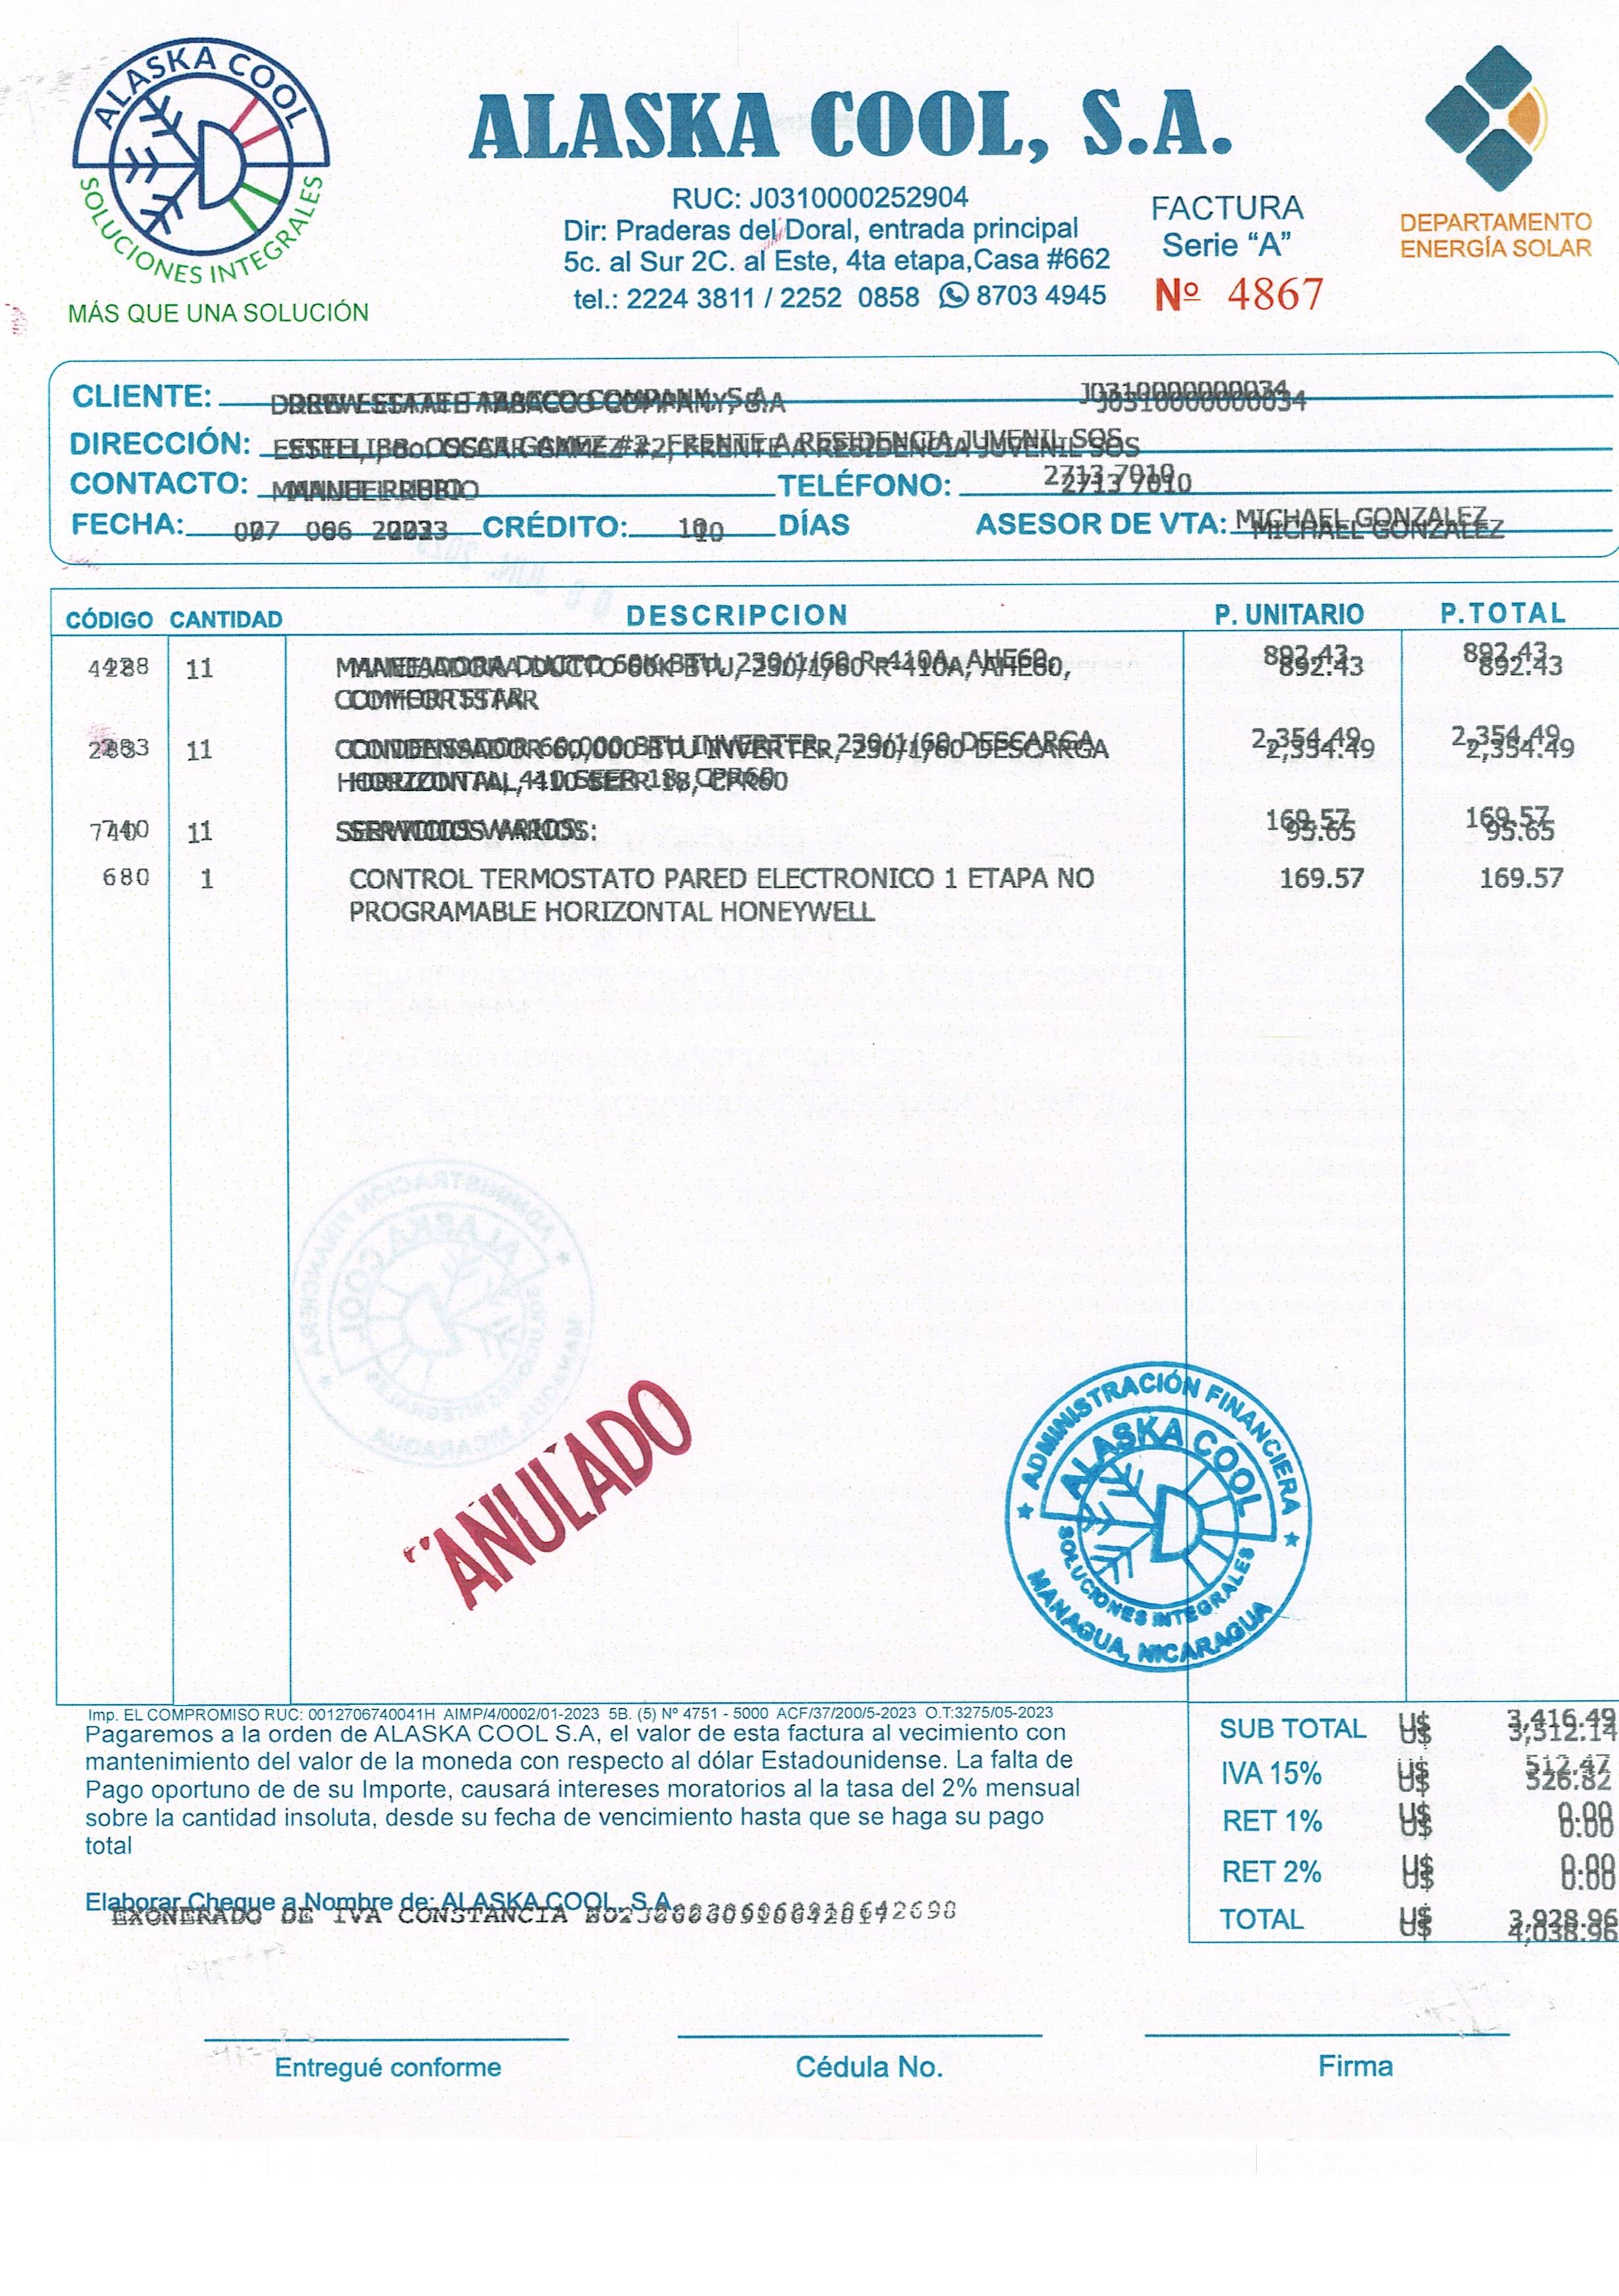 ALASKA COOL
SOLUCIONES INTEGRALES
MÁS QUE UNA SOLUCIÓN
ALASKA COOL, S.A.
RUC: J0310000252904
Dir: Praderas del Doral, entrada principal
5c. al Sur 2C. al Este, 4ta etapa,Casa #662
tel.: 2224 3811 / 2252 0858 8703 4945
FACTURA
Serie “A”
Nº 4867
DEPARTAMENTO
ENERGÍA SOLAR
CLIENTE: DREW ESTATE TABACCO COMPANY, S.A J0310000000034
DIRECCIÓN: ESTELI, Bo. OSCAR GAMEZ #2, FRENTE A RESIDENCIA JUVENIL SOS
CONTACTO: MANUEL RUBIO TELÉFONO: 2713 7010
FECHA: 07 06 2023 CRÉDITO: 10 DÍAS ASESOR DE VTA: MICHAEL GONZALEZ
CÓDIGO CANTIDAD DESCRIPCION P. UNITARIO P.TOTAL
1 MANEJADORA DUCTO 60K BTU, 230/1/60 R-410A, AHE60, 892.43 892.43
COMFORTSTAR
1 CONDENSADOR 60,000 BTU INVERTER, 230/1/60 DESCARGA 2,354.49 2,354.49
HORIZONTAL, 410 SEER 18, CPR60
740 1 SERVICIOS VARIOS: 169.57 169.57
95.65 95.65
680 1 CONTROL TERMOSTATO PARED ELECTRONICO 1 ETAPA NO 169.57 169.57
PROGRAMABLE HORIZONTAL HONEYWELL
ANULADO
ADMINISTRACIÓN FINANCIERA
ALASKA COOL
SOLUCIONES INTEGRALES
MANAGUA, NICARAGUA
Imp. EL COMPROMISO RUC: 0012706740041H AIMP/4/0002/01-2023 5B. (5) Nº 4751 - 5000 ACF/37/200/5-2023 O.T:3275/05-2023
Pagaremos a la orden de ALASKA COOL S.A, el valor de esta factura al vecimiento con
mantenimiento del valor de la moneda con respecto al dólar Estadounidense. La falta de
Pago oportuno de de su Importe, causará intereses moratorios al la tasa del 2% mensual
sobre la cantidad insoluta, desde su fecha de vencimiento hasta que se haga su pago
total
Elaborar Cheque a Nombre de: ALASKA COOL, S.A.
EXONERADO DE IVA CONSTANCIA
SUB TOTAL U$ 3,416.49
3,512.14
IVA 15% U$ 512.47
526.82
RET 1% U$ 0.00
RET 2% U$ 0.00
TOTAL U$ 3,928.96
4,038.96
Entregué conforme Cédula No. Firma